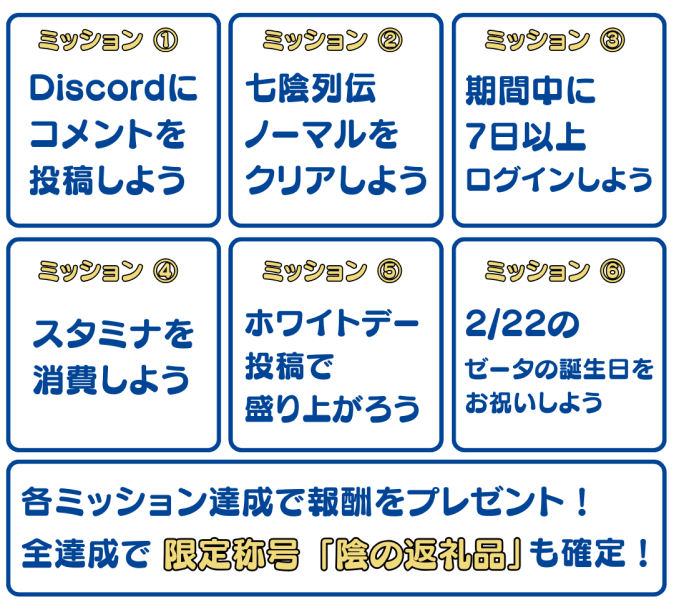 ミッション ①
Discordに
コメントを
投稿しよう
ミッション ②
七陰列伝
ノーマルを
クリアしよう
ミッション ③
期間中に
7日以上
ログインしよう
ミッション ④
スタミナを
消費しよう
ミッション ⑤
ホワイトデー
投稿で
盛り上がろう
ミッション ⑥
2/22の
ゼータの誕生日を
お祝いしよう
各ミッション達成で報酬をプレゼント！
全達成で 限定称号「陰の返礼品」も確定！